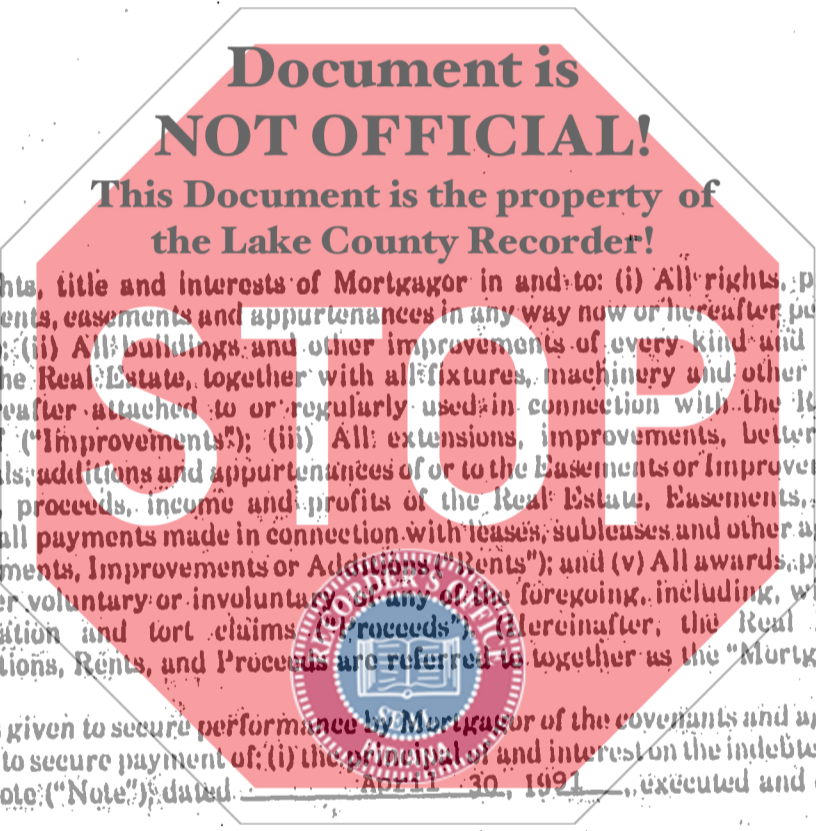 Document is
NOT OFFICIAL!
This Document is the property of
the Lake County Recorder!
hts, title and interests of Mortgagor in and to: (i) All rights, p
ents, easements and appurtenances in any way now or hereafter pe
; (ii) All buildings and other improvements of every kind and
he Real Estate, together with all fixtures, machinery and other
eafter attached to or regularly used in connection with the R
("Improvements"); (iii) All extensions, improvements, better
ls, additions and appurtenances of or to the Easements or Improve
proceeds, income and profits of the Real Estate, Easements,
all payments made in connection with leases, subleases and other a
ments, Improvements or Additions ("Rents"); and (v) All awards, p
er voluntary or involuntary, of any of the foregoing, including, w
ation and tort claims ("Proceeds"). (Hereinafter, the Real
tions, Rents, and Proceeds are referred to together as the "Mortg
given to secure performance by Mortgagor of the covenants and a
to secure payment of: (i) the principal of and interest on the indebte
ote ("Note"), dated April 30, 1991, executed and
STOP
RECORDER'S OFFICE
SEAL
INDIANA